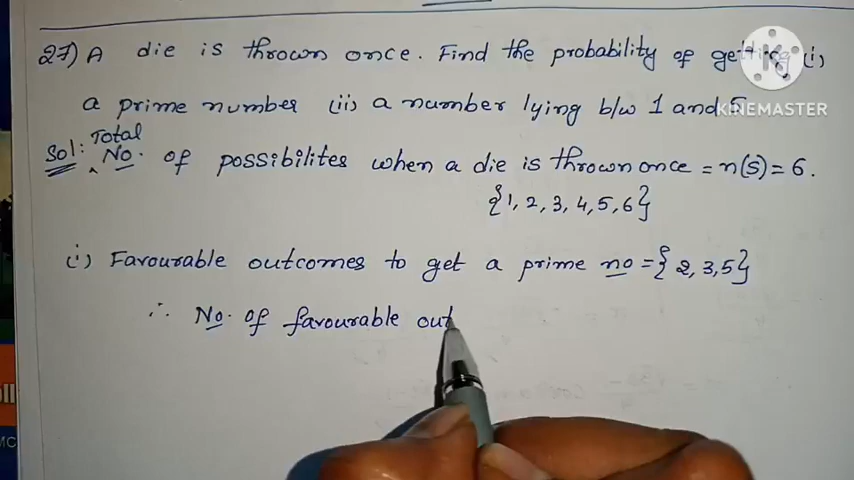 27) A die is thrown once. Find the probability of getting (i)
a prime number (ii) a number lying b/w 1 and 5
KINEMASTER
Total
Sol: No. of possibilites when a die is thrown once = n(S) = 6.
{1, 2, 3, 4, 5, 6}
(i) Favourable outcomes to get a prime no = {2, 3, 5}
∴ No. of favourable out